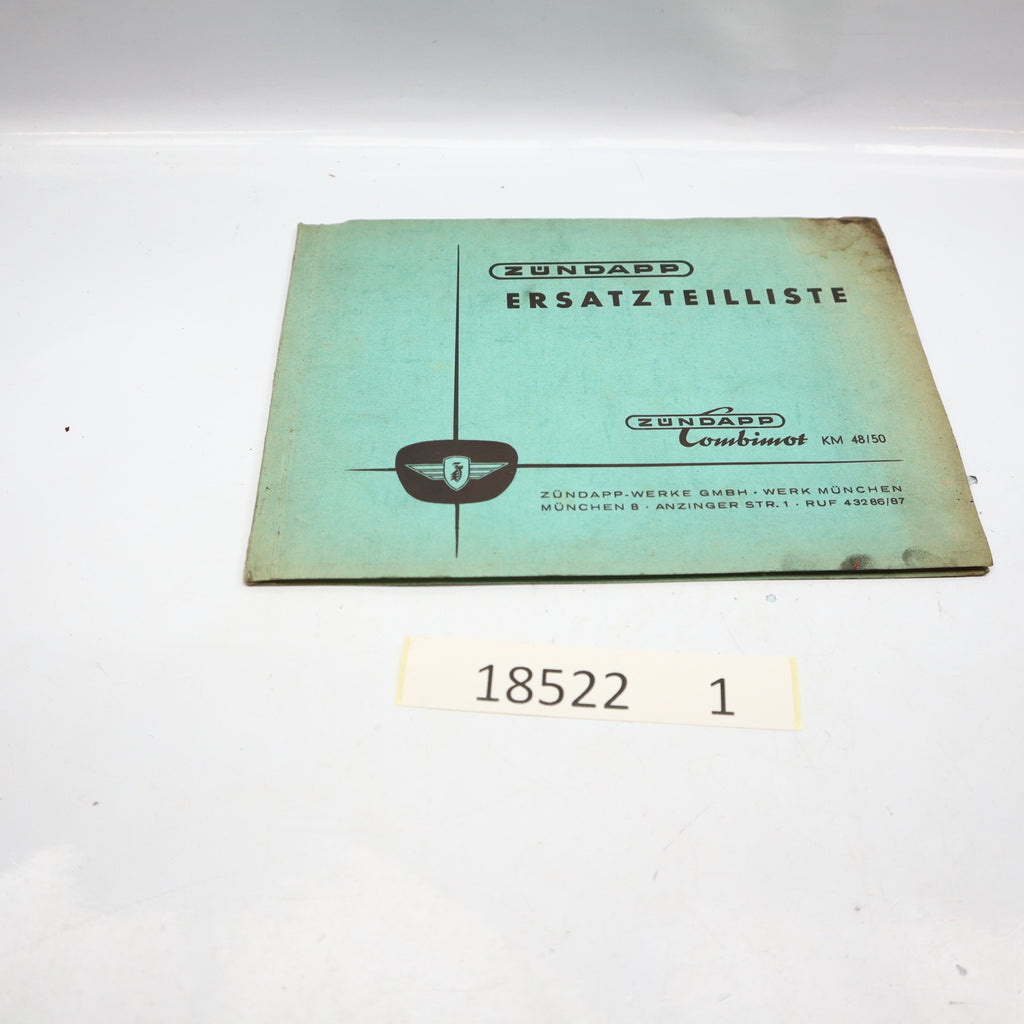 ZÜNDAPP
ERSATZTEILLISTE
ZÜNDAPP
Combimot KM 48/50
ZÜNDAPP-WERKE GMBH · WERK MÜNCHEN
MÜNCHEN 8 · ANZINGER STR. 1 · RUF 43286/87
18522 1